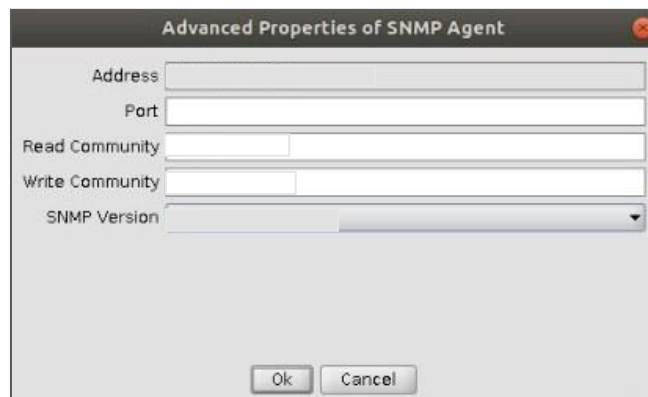 Advanced Properties of SNMP Agent
Address
Port
Read Community
Write Community
SNMP Version
Ok Cancel